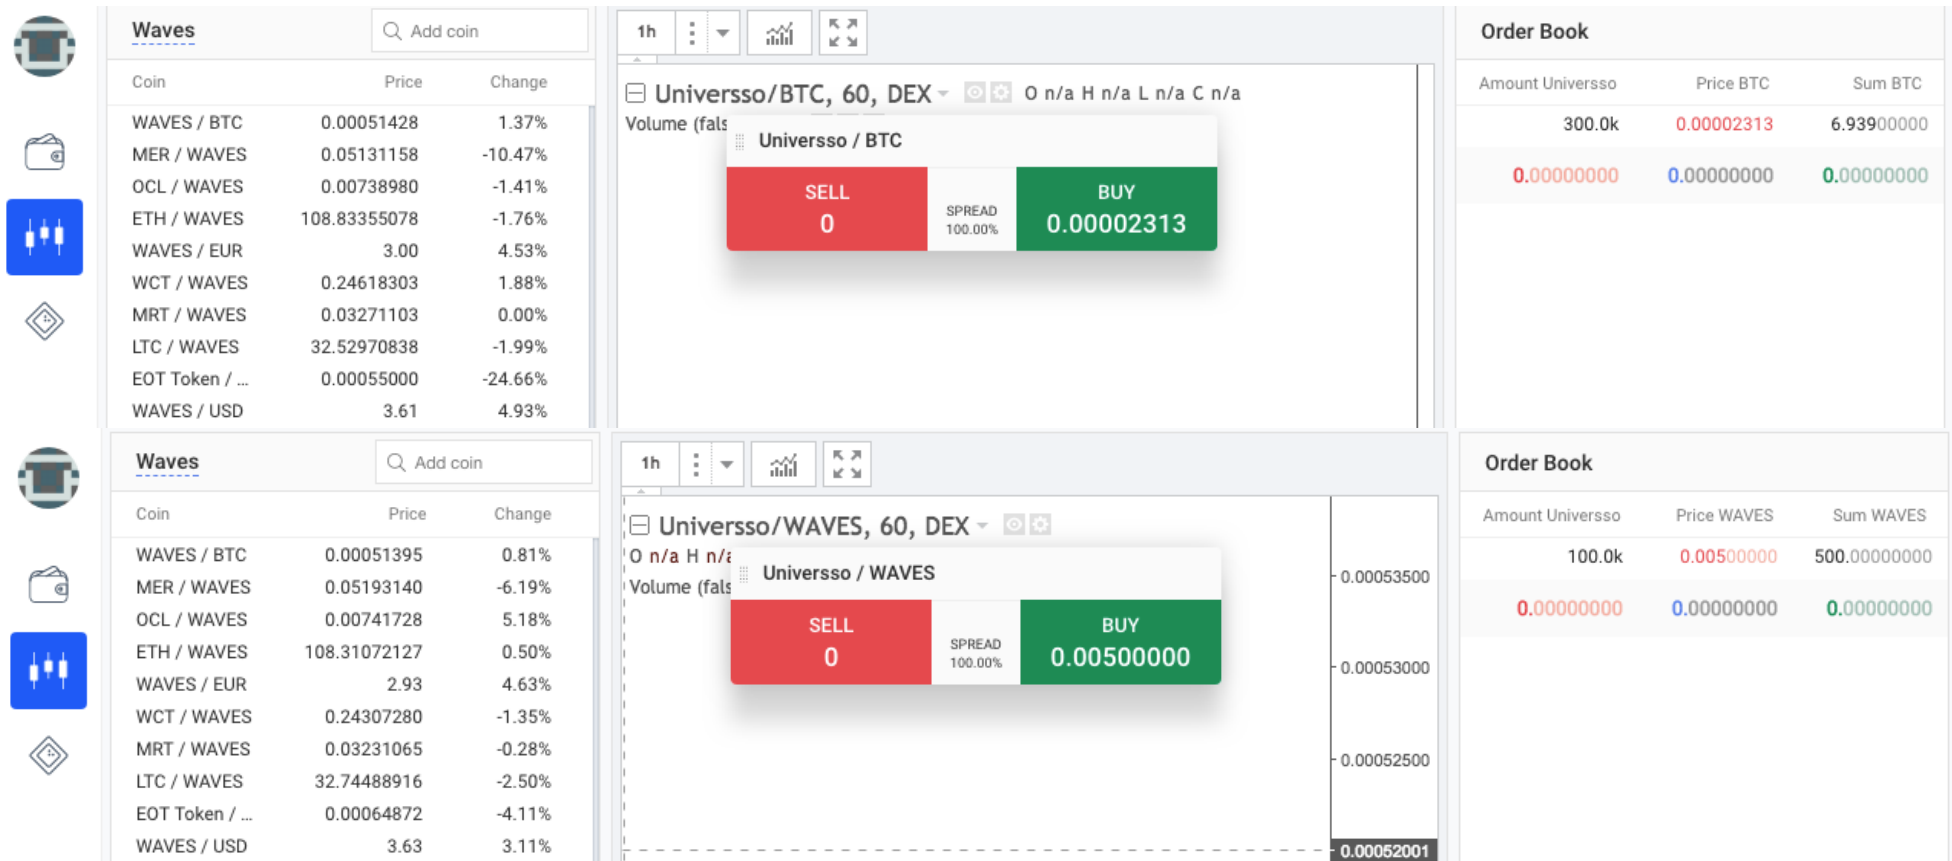 Waves
Add coin
1h
Order Book
Coin Price Change
Amount Universso Price BTC Sum BTC
Universso/BTC, 60, DEX O n/a H n/a L n/a C n/a
Volume (fals
WAVES / BTC 0.00051428 1.37%
MER / WAVES 0.05131158 -10.47%
OCL / WAVES 0.00738980 -1.41%
ETH / WAVES 108.83355078 -1.76%
WAVES / EUR 3.00 4.53%
WCT / WAVES 0.24618303 1.88%
MRT / WAVES 0.03271103 0.00%
LTC / WAVES 32.52970838 -1.99%
EOT Token / ... 0.00055000 -24.66%
WAVES / USD 3.61 4.93%
Universso / BTC
SELL
0
SPREAD
100.00%
BUY
0.00002313
300.0k 0.00002313 6.93900000
0.00000000 0.00000000 0.00000000
Waves
Add coin
1h
Order Book
Coin Price Change
Amount Universso Price WAVES Sum WAVES
Universso/WAVES, 60, DEX
O n/a H n/a
Volume (fals
WAVES / BTC 0.00051395 0.81%
MER / WAVES 0.05193140 -6.19%
OCL / WAVES 0.00741728 5.18%
ETH / WAVES 108.31072127 0.50%
WAVES / EUR 2.93 4.63%
WCT / WAVES 0.24307280 -1.35%
MRT / WAVES 0.03231065 -0.28%
LTC / WAVES 32.74488916 -2.50%
EOT Token / ... 0.00064872 -4.11%
WAVES / USD 3.63 3.11%
Universso / WAVES
SELL
0
SPREAD
100.00%
BUY
0.00500000
0.00053500
0.00053000
0.00052500
0.00052001
100.0k 0.00500000 500.00000000
0.00000000 0.00000000 0.00000000